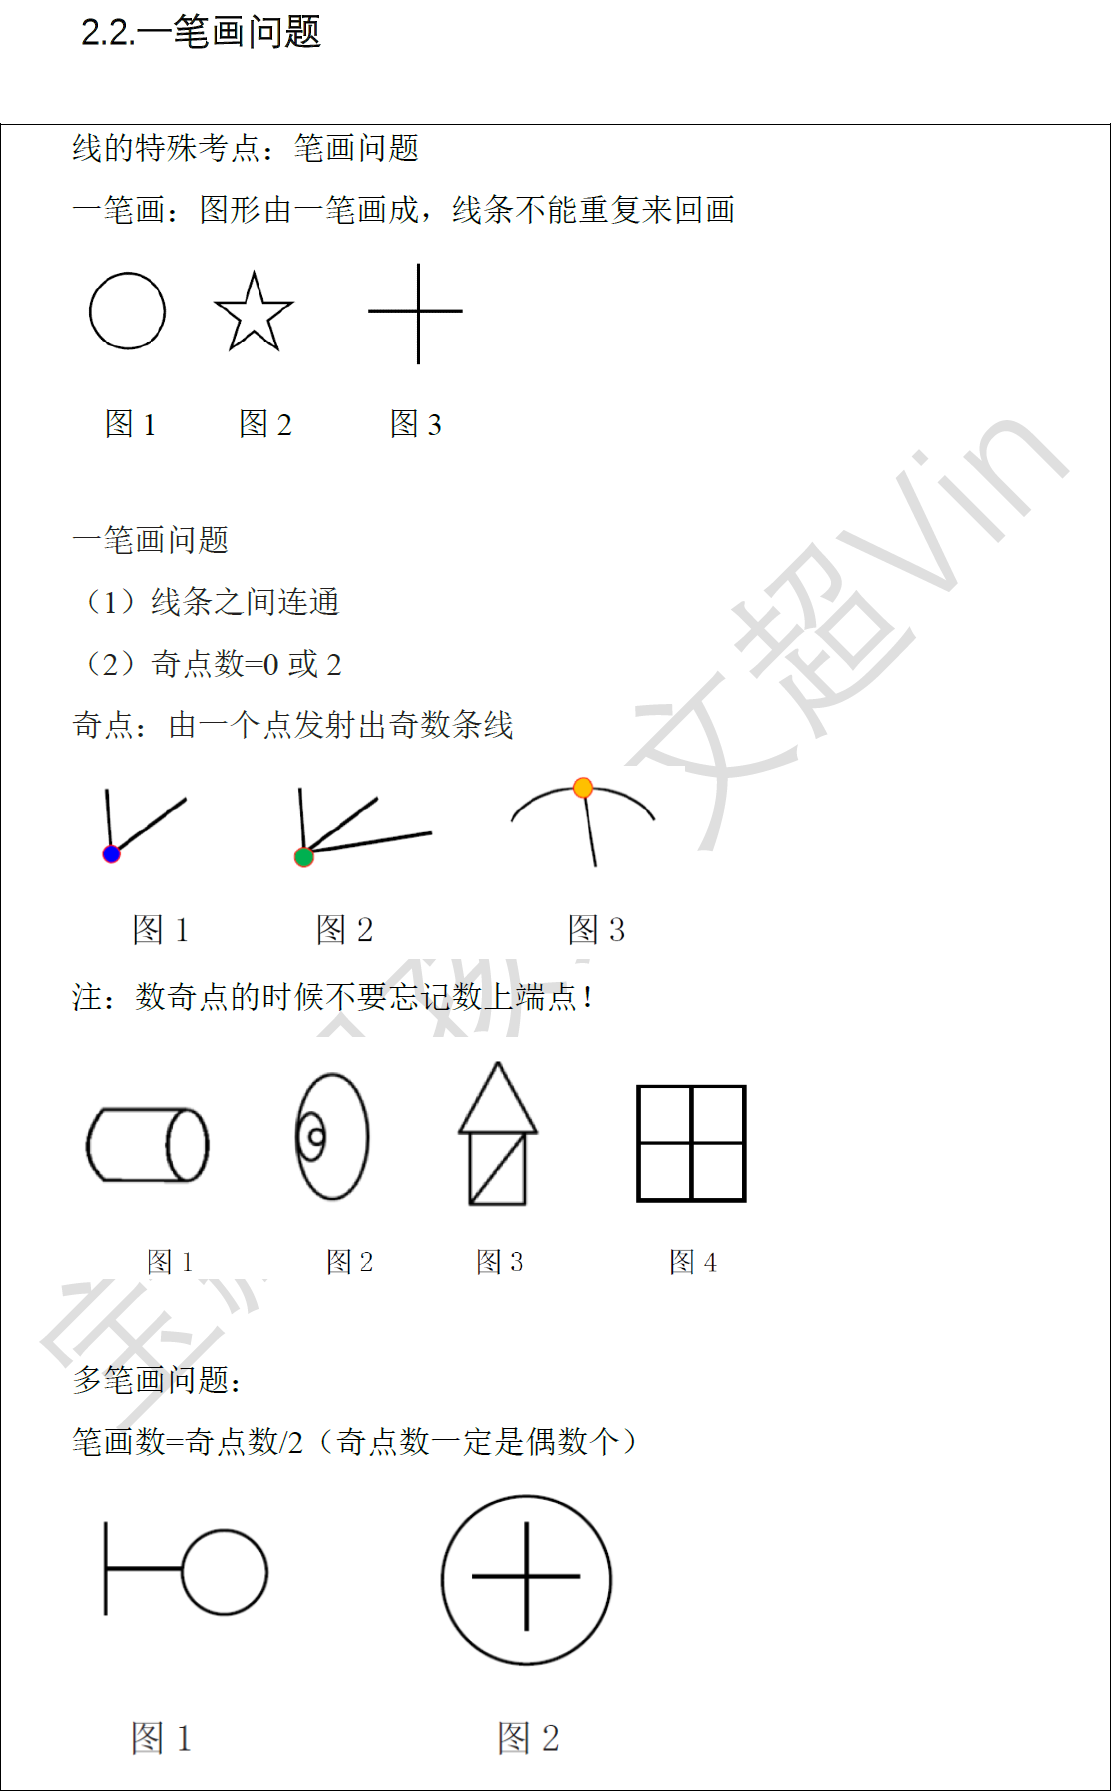 2.2.一笔画问题
线的特殊考点：笔画问题
一笔画：图形由一笔画成，线条不能重复来回画
图 1 图 2 图 3
一笔画问题
（1）线条之间连通
（2）奇点数=0 或 2
奇点：由一个点发射出奇数条线
图 1 图 2 图 3
注：数奇点的时候不要忘记数上端点！
图 1 图 2 图 3 图 4
多笔画问题：
笔画数=奇点数/2（奇点数一定是偶数个）
图 1 图 2
文超Vin